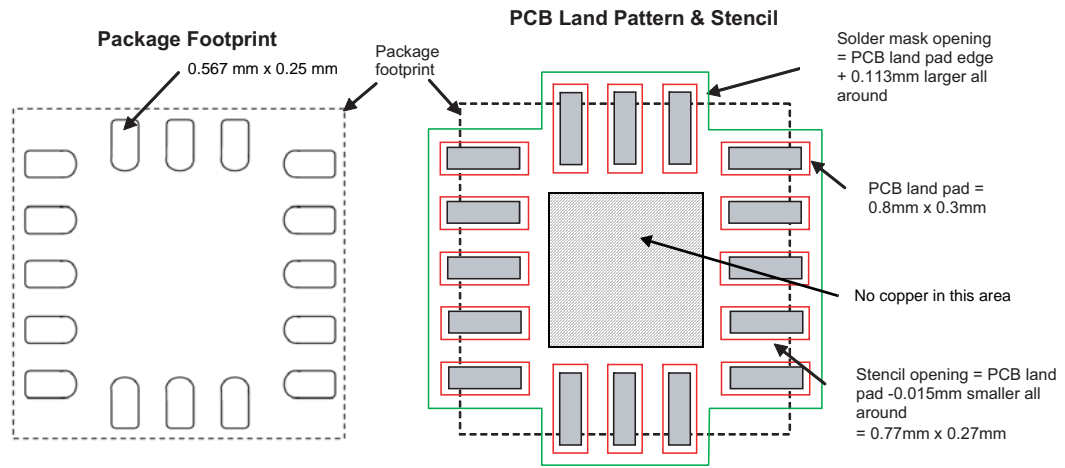 PCB Land Pattern & Stencil
Package Footprint
0.567 mm x 0.25 mm
Package
footprint
Solder mask opening
= PCB land pad edge
+ 0.113mm larger all
around
PCB land pad =
0.8mm x 0.3mm
No copper in this area
Stencil opening = PCB land
pad -0.015mm smaller all
around
= 0.77mm x 0.27mm